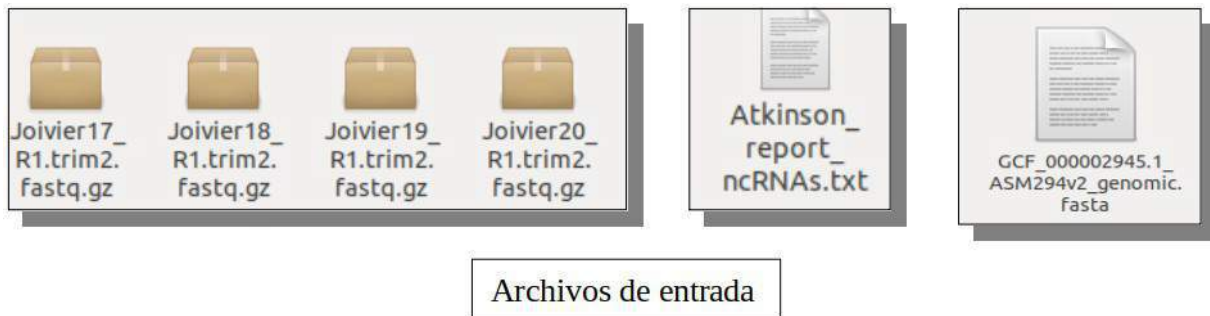 Joivier17_
R1.trim2.
fastq.gz
Joivier18_
R1.trim2.
fastq.gz
Joivier19_
R1.trim2.
fastq.gz
Joivier20_
R1.trim2.
fastq.gz
Atkinson_
report_
ncRNAs.txt
GCF_000002945.1_
ASM294v2_genomic.
fasta
Archivos de entrada